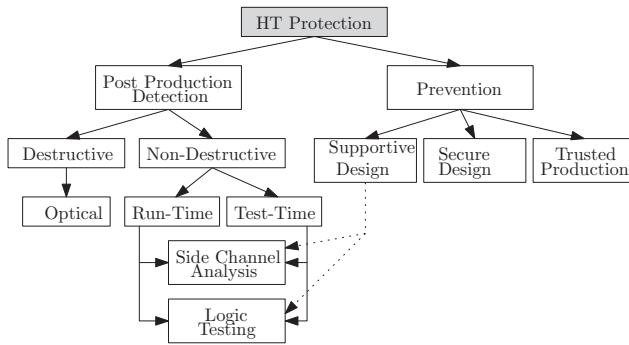 HT Protection
Post Production
Detection
Prevention
Destructive
Non-Destructive
Supportive
Design
Secure
Design
Trusted
Production
Optical
Run-Time
Test-Time
Side Channel
Analysis
Logic
Testing